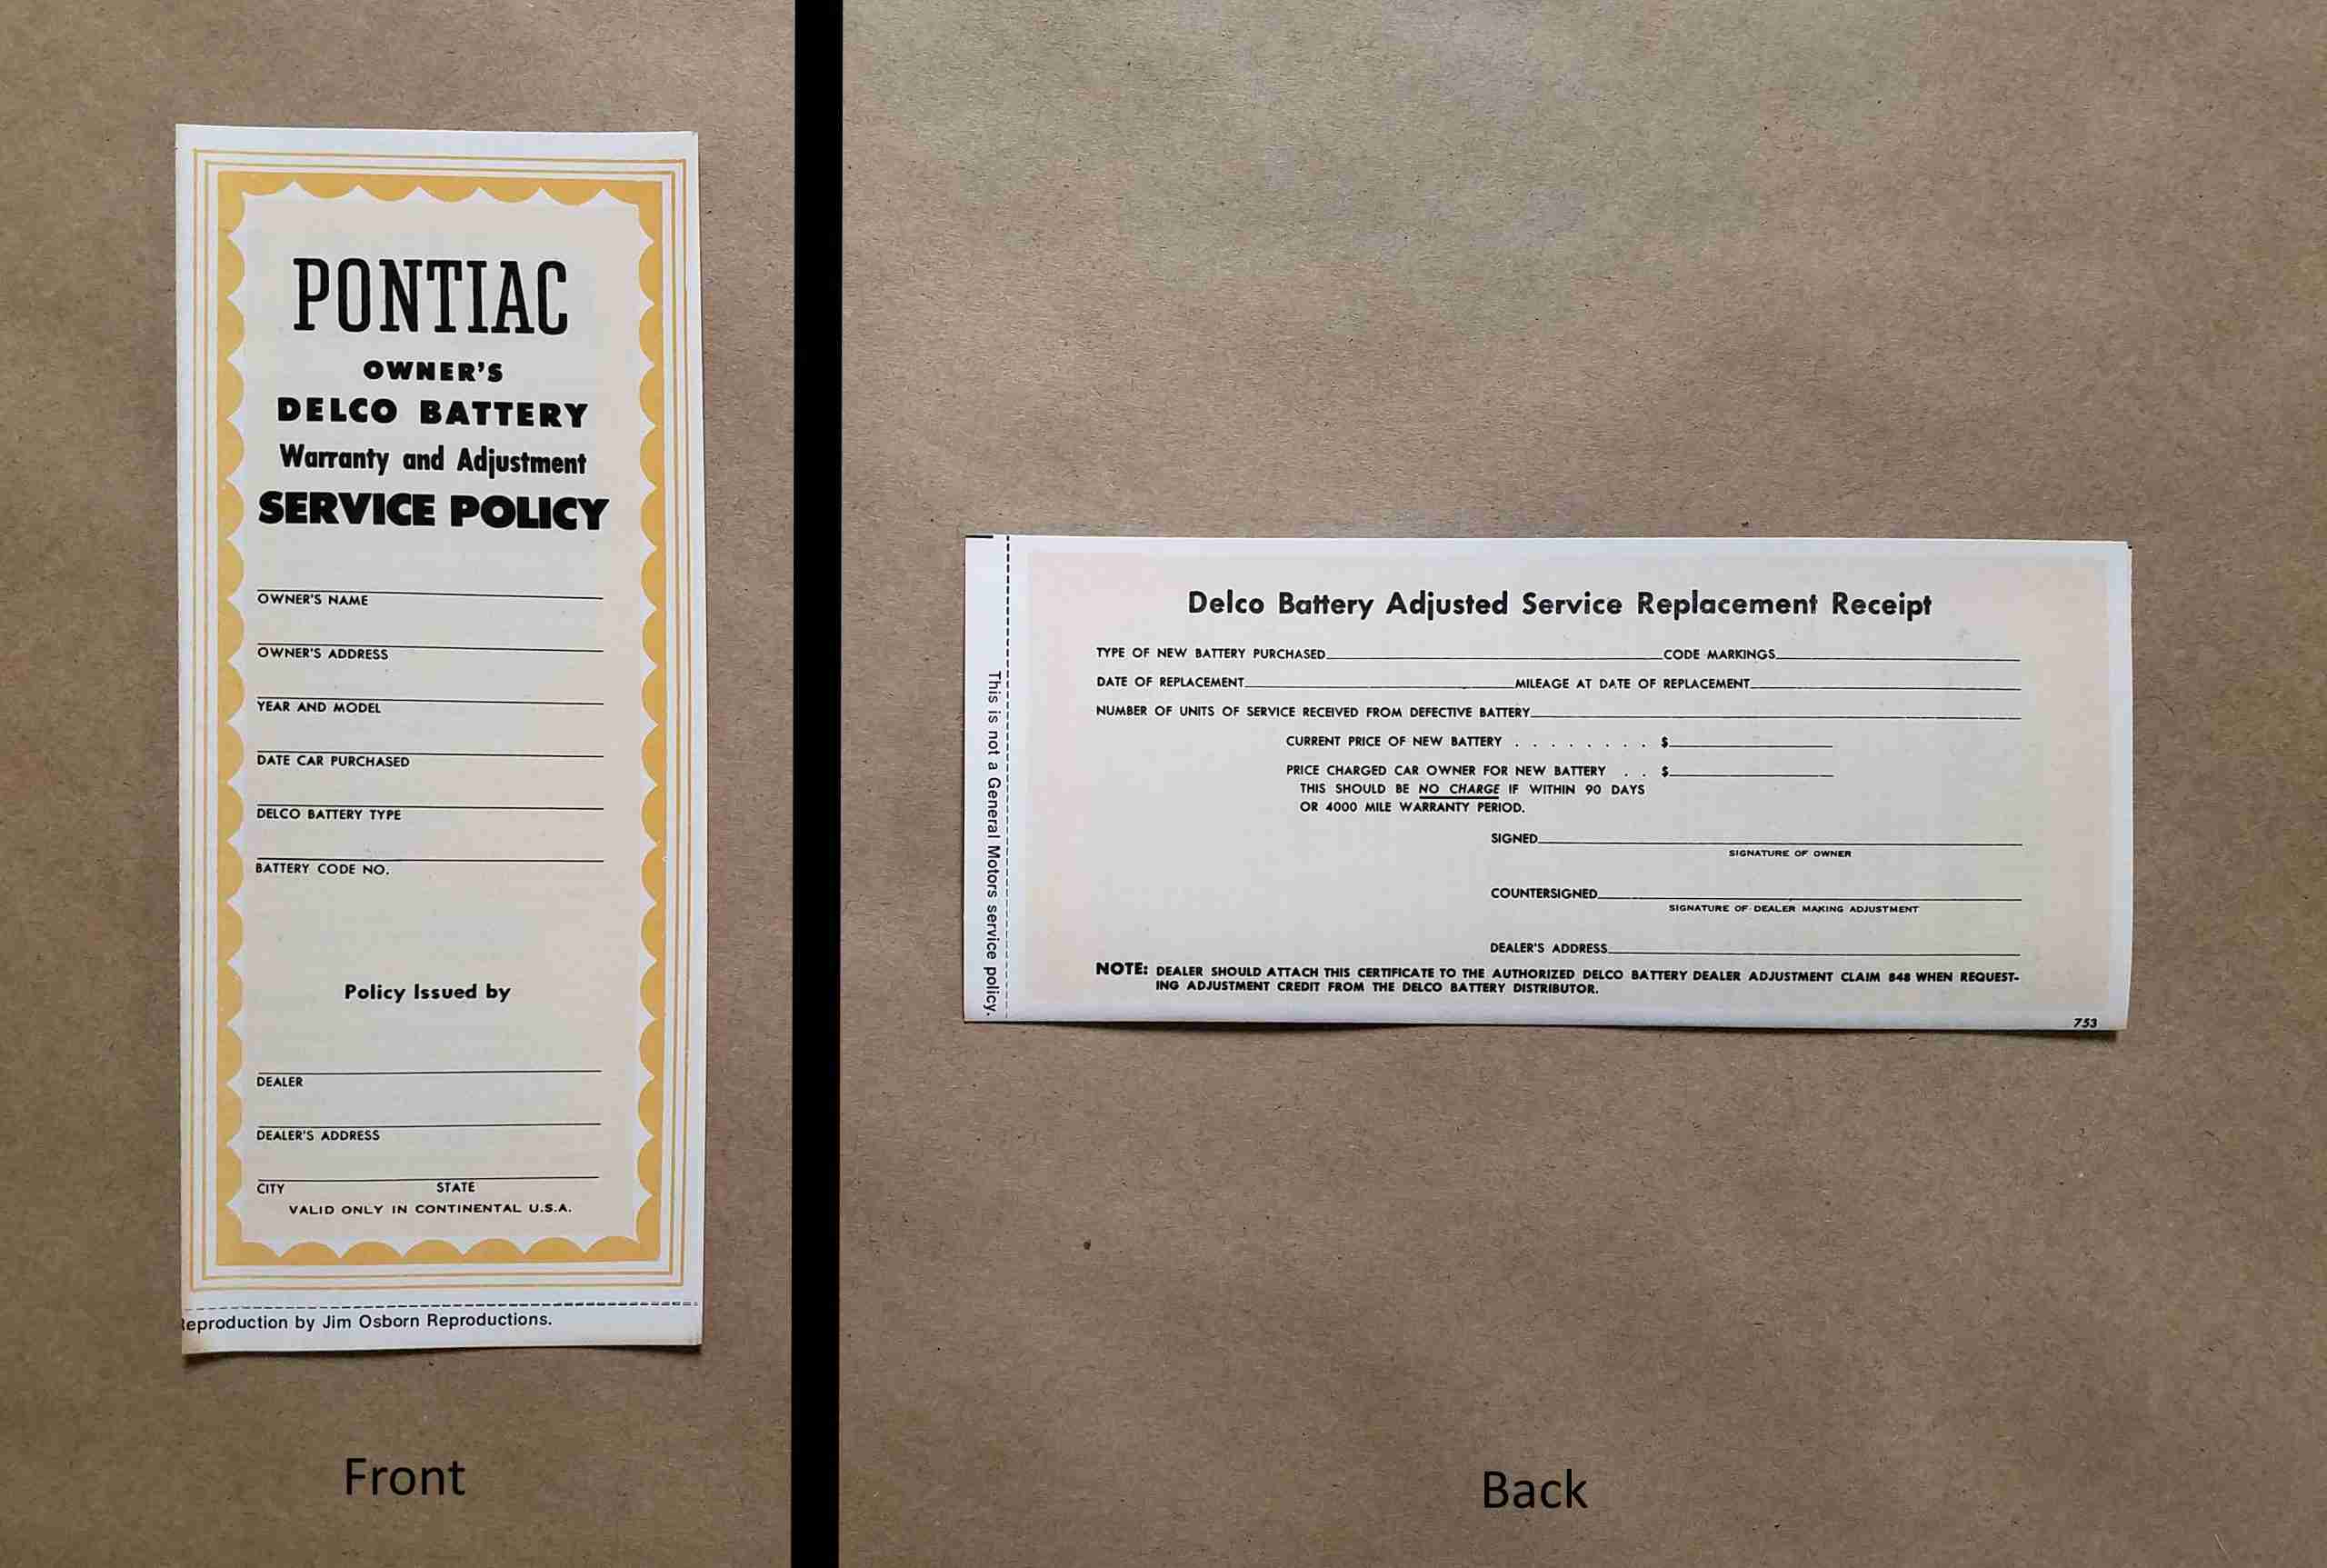 PONTIAC
OWNER'S
DELCO BATTERY
Warranty and Adjustment
SERVICE POLICY
OWNER'S NAME
OWNER'S ADDRESS
YEAR AND MODEL
DATE CAR PURCHASED
DELCO BATTERY TYPE
BATTERY CODE NO.
Policy Issued by
DEALER
DEALER'S ADDRESS
CITY STATE
VALID ONLY IN CONTINENTAL U.S.A.
eproduction by Jim Osborn Reproductions.
Front
This is not a General Motors service policy.
Delco Battery Adjusted Service Replacement Receipt
TYPE OF NEW BATTERY PURCHASED CODE MARKINGS
DATE OF REPLACEMENT MILEAGE AT DATE OF REPLACEMENT
NUMBER OF UNITS OF SERVICE RECEIVED FROM DEFECTIVE BATTERY
CURRENT PRICE OF NEW BATTERY . . . . . . . . $
PRICE CHARGED CAR OWNER FOR NEW BATTERY . . $
THIS SHOULD BE NO CHARGE IF WITHIN 90 DAYS
OR 4000 MILE WARRANTY PERIOD.
SIGNED
SIGNATURE OF OWNER
COUNTERSIGNED
SIGNATURE OF DEALER MAKING ADJUSTMENT
DEALER'S ADDRESS
NOTE: DEALER SHOULD ATTACH THIS CERTIFICATE TO THE AUTHORIZED DELCO BATTERY DEALER ADJUSTMENT CLAIM 848 WHEN REQUEST-
ING ADJUSTMENT CREDIT FROM THE DELCO BATTERY DISTRIBUTOR.
753
Back